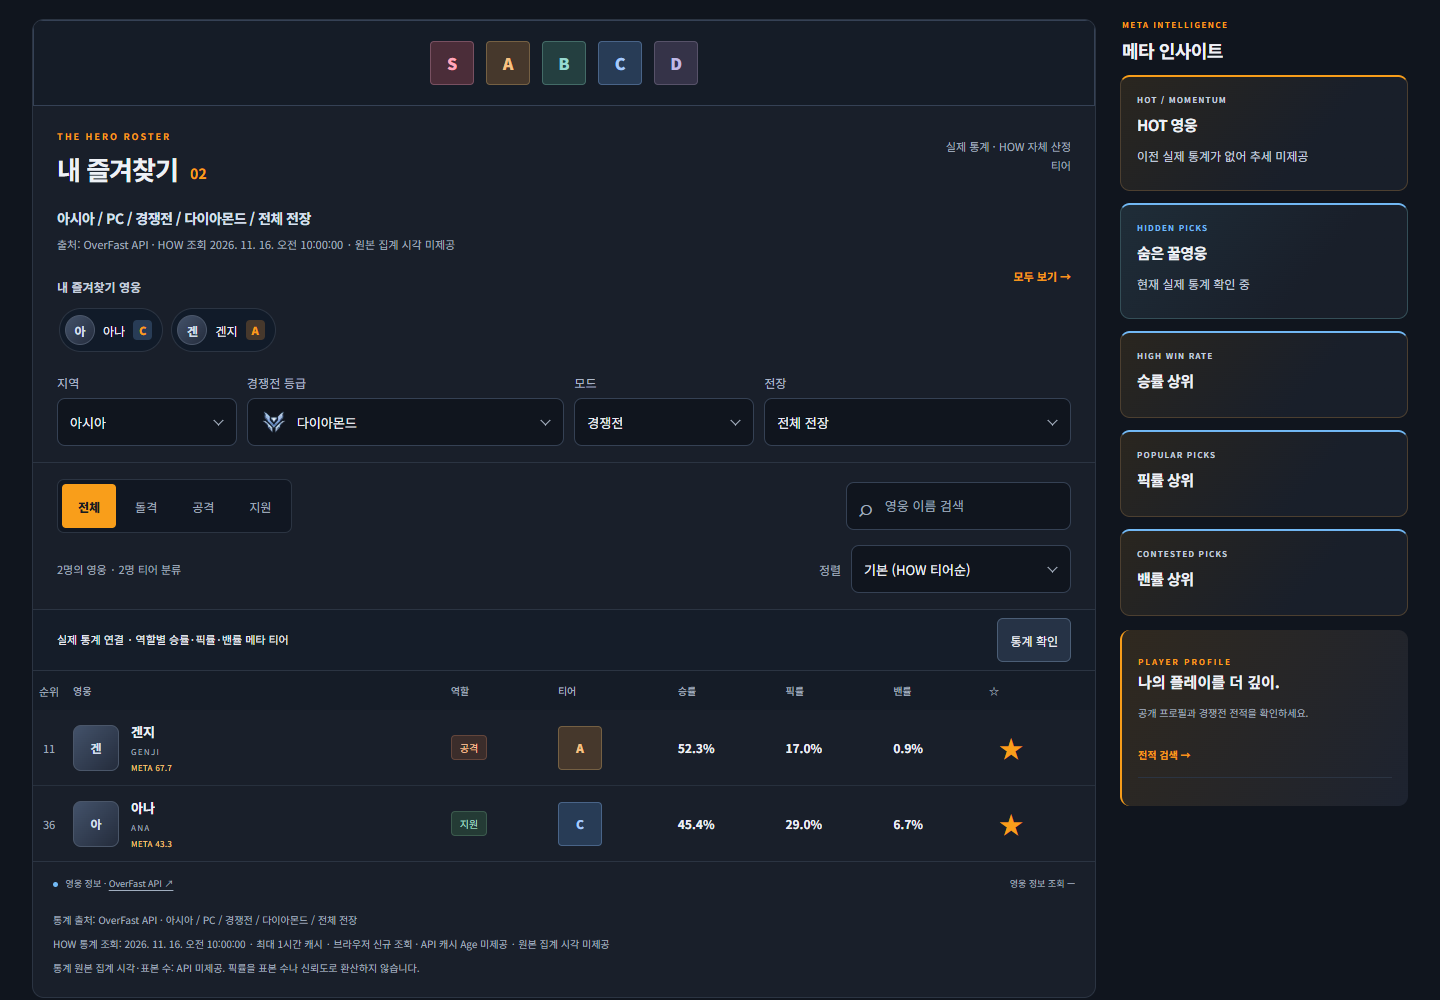 S A B C D
THE HERO ROSTER
내 즐겨찾기 02
실제 통계 · HOW 자체 산정
티어
아시아 / PC / 경쟁전 / 다이아몬드 / 전체 전장
출처: OverFast API · HOW 조회 2026. 11. 16. 오전 10:00:00 · 원본 집계 시각 미제공
내 즐겨찾기 영웅
모두 보기 →
아 아나 C 겐 겐지 A
지역 경쟁전 등급 모드 전장
아시아 다이아몬드 경쟁전 전체 전장
전체 돌격 공격 지원
영웅 이름 검색
2명의 영웅 · 2명 티어 분류
정렬 기본 (HOW 티어순)
실제 통계 연결 · 역할별 승률·픽률·밴률 메타 티어
통계 확인
순위 영웅 역할 티어 승률 픽률 밴률 ☆
11 겐 겐지 공격 A 52.3% 17.0% 0.9% ★
GENJI
META 67.7
36 아 아나 지원 C 45.4% 29.0% 6.7% ★
ANA
META 43.3
영웅 정보 · OverFast API ↗
영웅 정보 조회 —
통계 출처: OverFast API · 아시아 / PC / 경쟁전 / 다이아몬드 / 전체 전장
HOW 통계 조회: 2026. 11. 16. 오전 10:00:00 · 최대 1시간 캐시 · 브라우저 신규 조회 · API 캐시 Age 미제공 · 원본 집계 시각 미제공
통계 원본 집계 시각·표본 수: API 미제공. 픽률을 표본 수나 신뢰도로 환산하지 않습니다.
META INTELLIGENCE
메타 인사이트
HOT / MOMENTUM
HOT 영웅
이전 실제 통계가 없어 추세 미제공
HIDDEN PICKS
숨은 꿀영웅
현재 실제 통계 확인 중
HIGH WIN RATE
승률 상위
POPULAR PICKS
픽률 상위
CONTESTED PICKS
밴률 상위
PLAYER PROFILE
나의 플레이를 더 깊이.
공개 프로필과 경쟁전 전적을 확인하세요.
전적 검색 →